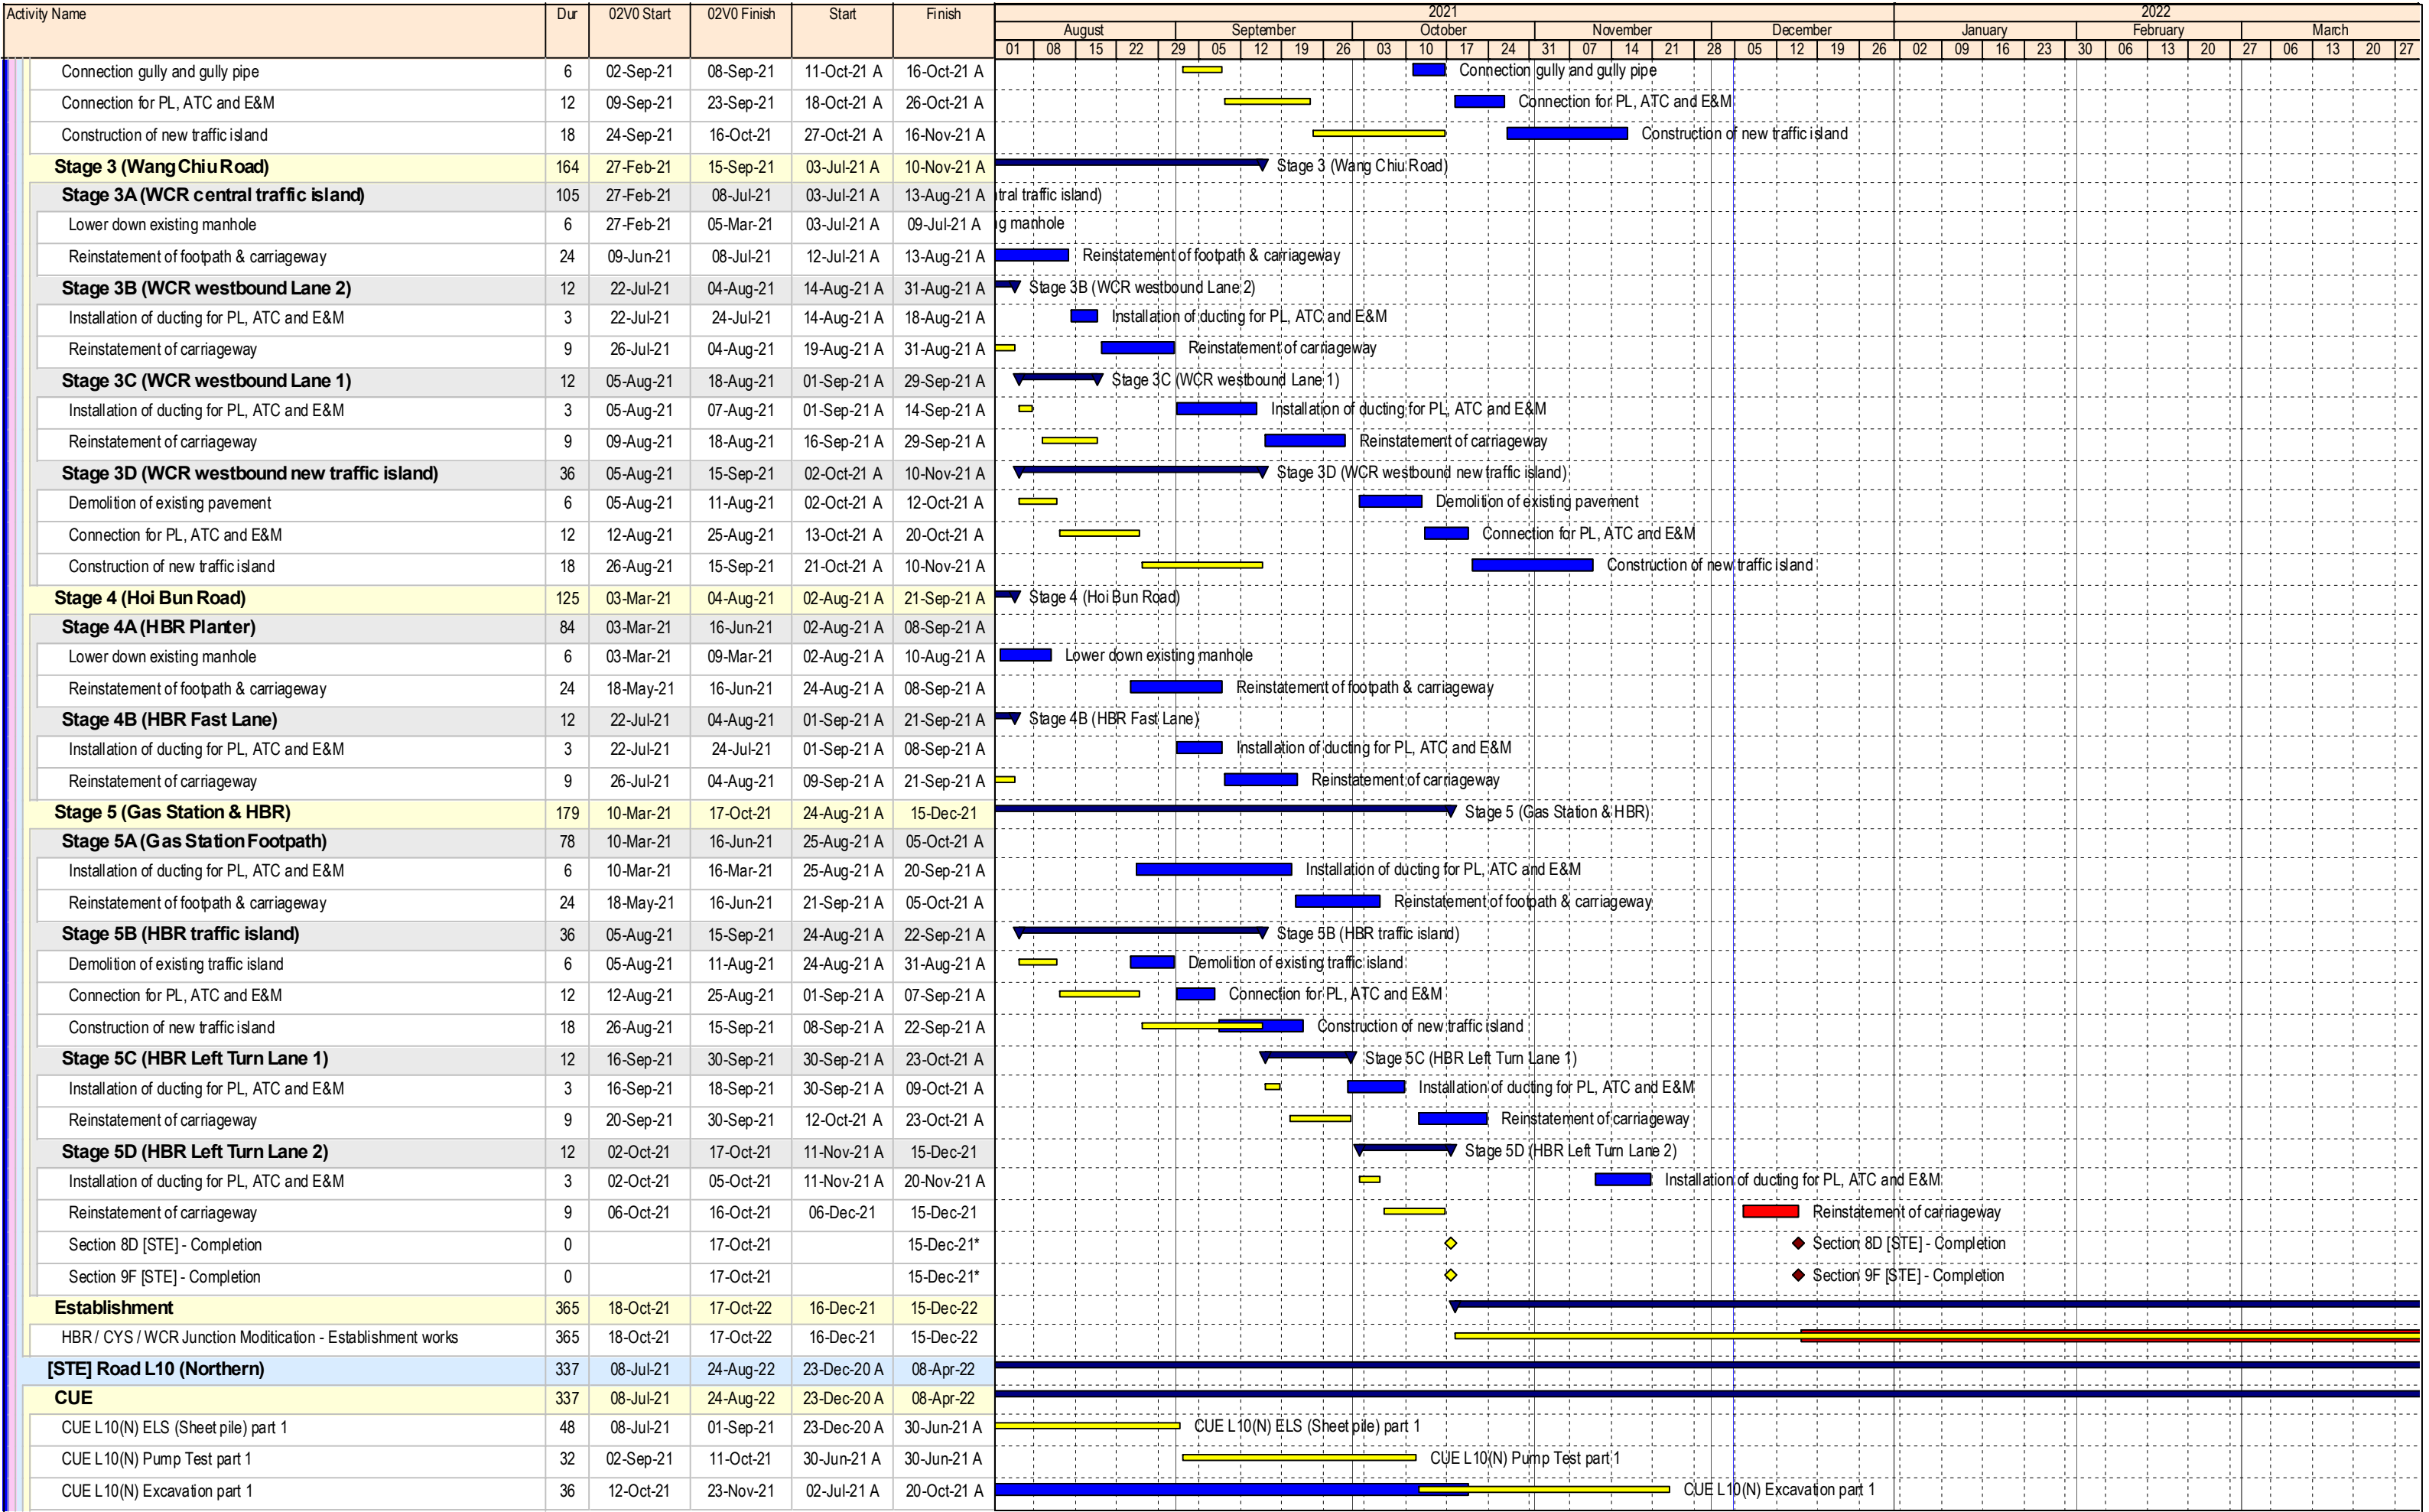 Activity Name Dur 02V0 Start 02V0 Finish Start Finish 2021 2022
August September October November December January February March
01 08 15 22 29 05 12 19 26 03 10 17 24 31 07 14 21 28 05 12 19 26 02 09 16 23 30 06 13 20 27 06 13 20 27
Connection gully and gully pipe 6 02-Sep-21 08-Sep-21 11-Oct-21 A 16-Oct-21 A Connection gully and gully pipe
Connection for PL, ATC and E&M 12 09-Sep-21 23-Sep-21 18-Oct-21 A 26-Oct-21 A Connection for PL, ATC and E&M
Construction of new traffic island 18 24-Sep-21 16-Oct-21 27-Oct-21 A 16-Nov-21 A Construction of new traffic island
Stage 3 (Wang Chiu Road) 164 27-Feb-21 15-Sep-21 03-Jul-21 A 10-Nov-21 A Stage 3 (Wang Chiu Road)
Stage 3A (WCR central traffic island) 105 27-Feb-21 08-Jul-21 03-Jul-21 A 13-Aug-21 A tral traffic island)
Lower down existing manhole 6 27-Feb-21 05-Mar-21 03-Jul-21 A 09-Jul-21 A ng manhole
Reinstatement of footpath & carriageway 24 09-Jun-21 08-Jul-21 12-Jul-21 A 13-Aug-21 A Reinstatement of footpath & carriageway
Stage 3B (WCR westbound Lane 2) 12 22-Jul-21 04-Aug-21 14-Aug-21 A 31-Aug-21 A Stage 3B (WCR westbound Lane 2)
Installation of ducting for PL, ATC and E&M 3 22-Jul-21 24-Jul-21 14-Aug-21 A 18-Aug-21 A Installation of ducting for PL, ATC and E&M
Reinstatement of carriageway 9 26-Jul-21 04-Aug-21 19-Aug-21 A 31-Aug-21 A Reinstatement of carriageway
Stage 3C (WCR westbound Lane 1) 12 05-Aug-21 18-Aug-21 01-Sep-21 A 29-Sep-21 A Stage 3C (WCR westbound Lane 1)
Installation of ducting for PL, ATC and E&M 3 05-Aug-21 07-Aug-21 01-Sep-21 A 14-Sep-21 A Installation of ducting for PL, ATC and E&M
Reinstatement of carriageway 9 09-Aug-21 18-Aug-21 16-Sep-21 A 29-Sep-21 A Reinstatement of carriageway
Stage 3D (WCR westbound new traffic island) 36 05-Aug-21 15-Sep-21 02-Oct-21 A 10-Nov-21 A Stage 3D (WCR westbound new traffic island)
Demolition of existing pavement 6 05-Aug-21 11-Aug-21 02-Oct-21 A 12-Oct-21 A Demolition of existing pavement
Connection for PL, ATC and E&M 12 12-Aug-21 25-Aug-21 13-Oct-21 A 20-Oct-21 A Connection for PL, ATC and E&M
Construction of new traffic island 18 26-Aug-21 15-Sep-21 21-Oct-21 A 10-Nov-21 A Construction of new traffic island
Stage 4 (Hoi Bun Road) 125 03-Mar-21 04-Aug-21 02-Aug-21 A 21-Sep-21 A Stage 4 (Hoi Bun Road)
Stage 4A (HBR Planter) 84 03-Mar-21 16-Jun-21 02-Aug-21 A 08-Sep-21 A
Lower down existing manhole 6 03-Mar-21 09-Mar-21 02-Aug-21 A 10-Aug-21 A Lower down existing manhole
Reinstatement of footpath & carriageway 24 18-May-21 16-Jun-21 24-Aug-21 A 08-Sep-21 A Reinstatement of footpath & carriageway
Stage 4B (HBR Fast Lane) 12 22-Jul-21 04-Aug-21 01-Sep-21 A 21-Sep-21 A Stage 4B (HBR Fast Lane)
Installation of ducting for PL, ATC and E&M 3 22-Jul-21 24-Jul-21 01-Sep-21 A 08-Sep-21 A Installation of ducting for PL, ATC and E&M
Reinstatement of carriageway 9 26-Jul-21 04-Aug-21 09-Sep-21 A 21-Sep-21 A Reinstatement of carriageway
Stage 5 (Gas Station & HBR) 179 10-Mar-21 17-Oct-21 24-Aug-21 A 15-Dec-21 Stage 5 (Gas Station & HBR)
Stage 5A (Gas Station Footpath) 78 10-Mar-21 16-Jun-21 25-Aug-21 A 05-Oct-21 A
Installation of ducting for PL, ATC and E&M 6 10-Mar-21 16-Mar-21 25-Aug-21 A 20-Sep-21 A Installation of ducting for PL, ATC and E&M
Reinstatement of footpath & carriageway 24 18-May-21 16-Jun-21 21-Sep-21 A 05-Oct-21 A Reinstatement of footpath & carriageway
Stage 5B (HBR traffic island) 36 05-Aug-21 15-Sep-21 24-Aug-21 A 22-Sep-21 A Stage 5B (HBR traffic island)
Demolition of existing traffic island 6 05-Aug-21 11-Aug-21 24-Aug-21 A 31-Aug-21 A Demolition of existing traffic island
Connection for PL, ATC and E&M 12 12-Aug-21 25-Aug-21 01-Sep-21 A 07-Sep-21 A Connection for PL, ATC and E&M
Construction of new traffic island 18 26-Aug-21 15-Sep-21 08-Sep-21 A 22-Sep-21 A Construction of new traffic island
Stage 5C (HBR Left Turn Lane 1) 12 16-Sep-21 30-Sep-21 30-Sep-21 A 23-Oct-21 A Stage 5C (HBR Left Turn Lane 1)
Installation of ducting for PL, ATC and E&M 3 16-Sep-21 18-Sep-21 30-Sep-21 A 09-Oct-21 A Installation of ducting for PL, ATC and E&M
Reinstatement of carriageway 9 20-Sep-21 30-Sep-21 12-Oct-21 A 23-Oct-21 A Reinstatement of carriageway
Stage 5D (HBR Left Turn Lane 2) 12 02-Oct-21 17-Oct-21 11-Nov-21 A 15-Dec-21 Stage 5D (HBR Left Turn Lane 2)
Installation of ducting for PL, ATC and E&M 3 02-Oct-21 05-Oct-21 11-Nov-21 A 20-Nov-21 A Installation of ducting for PL, ATC and E&M
Reinstatement of carriageway 9 06-Oct-21 16-Oct-21 06-Dec-21 15-Dec-21 Reinstatement of carriageway
Section 8D [STE] - Completion 0 17-Oct-21 15-Dec-21* Section 8D [STE] - Completion
Section 9F [STE] - Completion 0 17-Oct-21 15-Dec-21* Section 9F [STE] - Completion
Establishment 365 18-Oct-21 17-Oct-22 16-Dec-21 15-Dec-22
HBR / CYS / WCR Junction Moditication - Establishment works 365 18-Oct-21 17-Oct-22 16-Dec-21 15-Dec-22
[STE] Road L10 (Northern) 337 08-Jul-21 24-Aug-22 23-Dec-20 A 08-Apr-22
CUE 337 08-Jul-21 24-Aug-22 23-Dec-20 A 08-Apr-22
CUE L10(N) ELS (Sheet pile) part 1 48 08-Jul-21 01-Sep-21 23-Dec-20 A 30-Jun-21 A CUE L10(N) ELS (Sheet pile) part 1
CUE L10(N) Pump Test part 1 32 02-Sep-21 11-Oct-21 30-Jun-21 A 30-Jun-21 A CUE L10(N) Pump Test part 1
CUE L10(N) Excavation part 1 36 12-Oct-21 23-Nov-21 02-Jul-21 A 20-Oct-21 A CUE L10(N) Excavation part 1